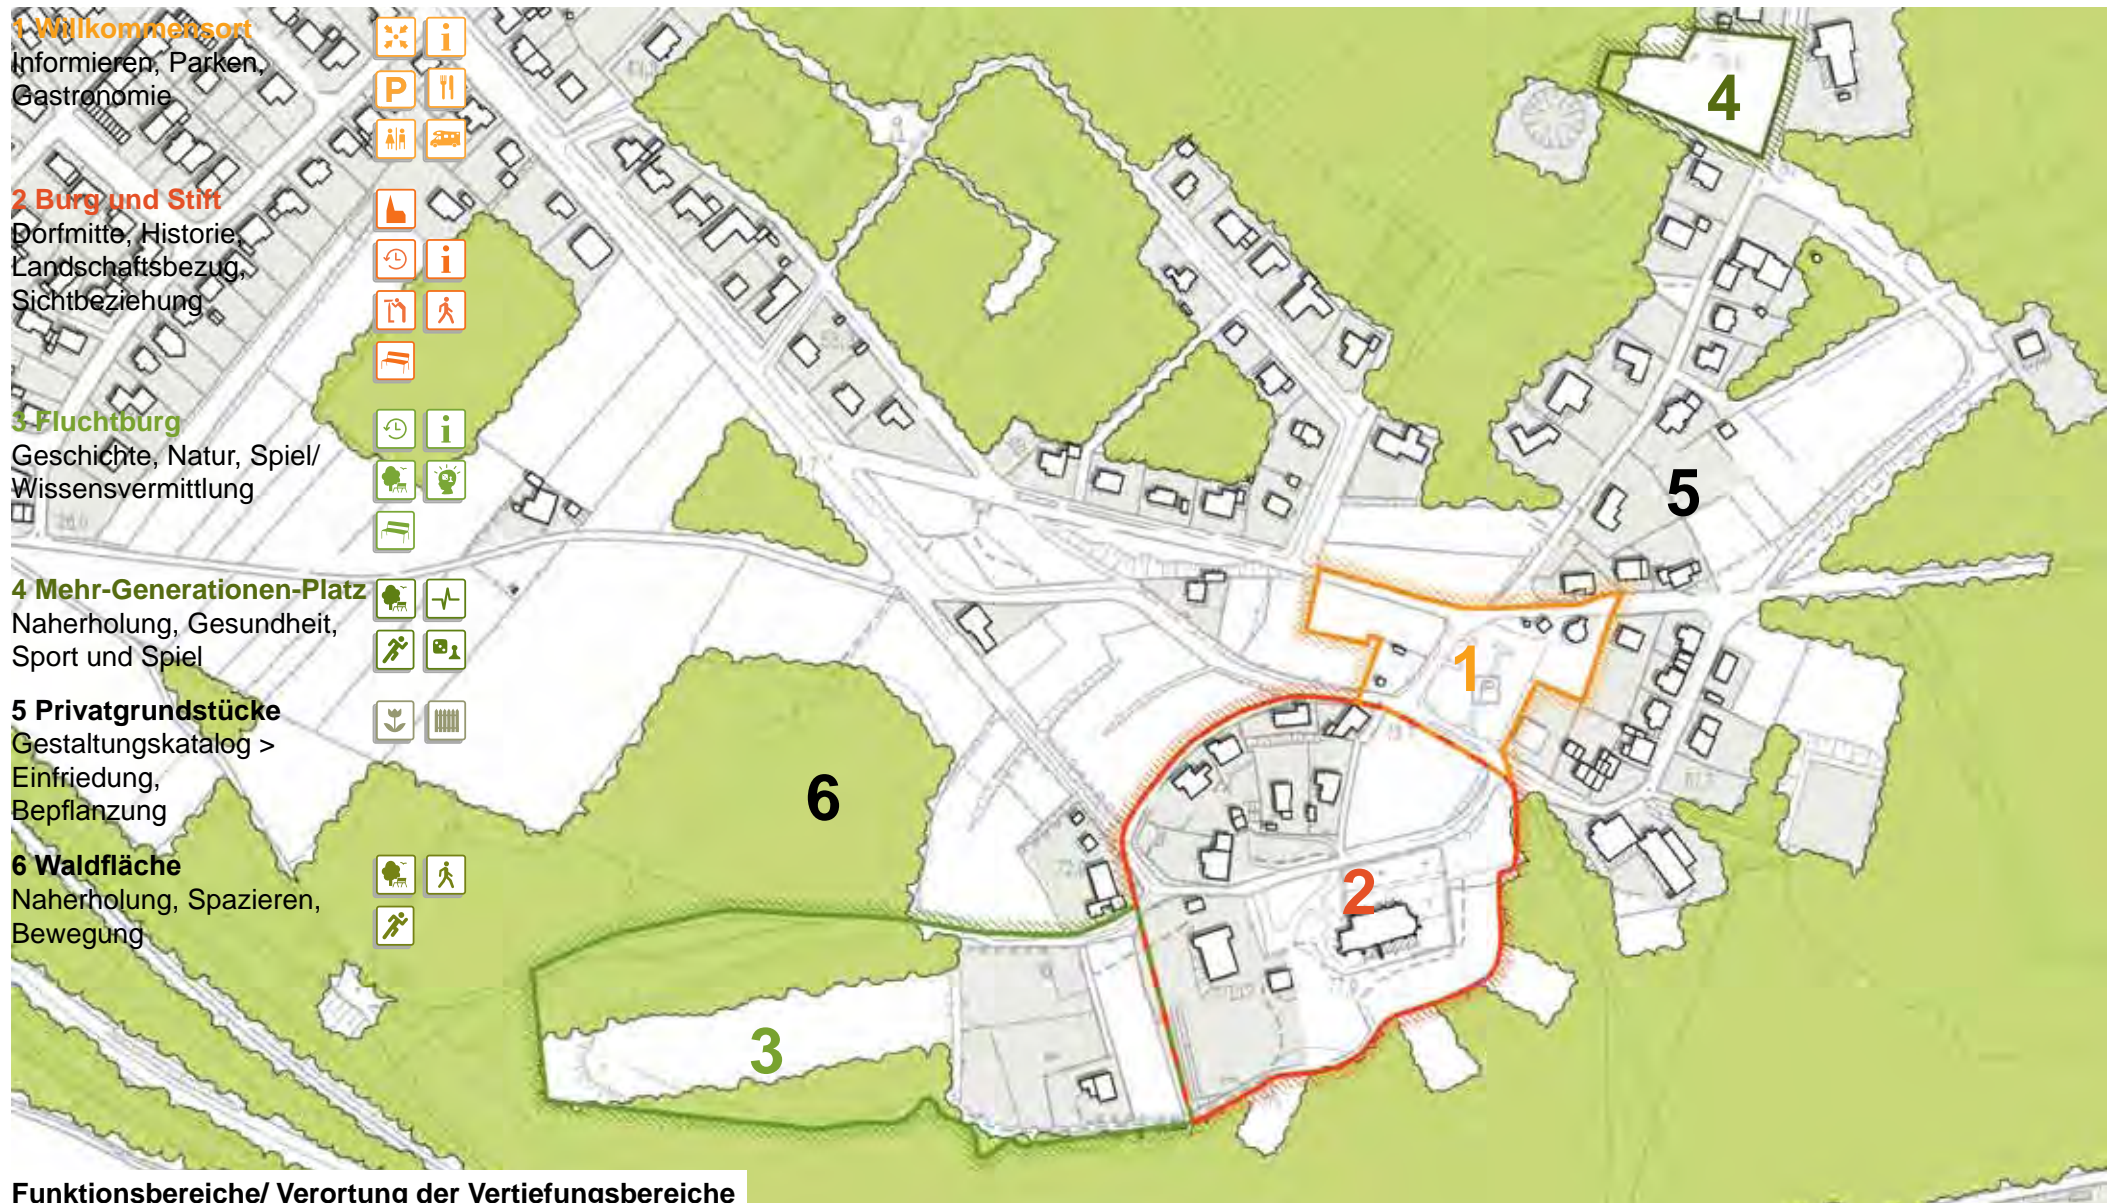 1 Willkommensort
Informieren, Parken,
Gastronomie
P
2 Burg und Stift
Dorfmitte, Historie,
Landschaftsbezug,
Sichtbeziehung
3 Fluchtburg
Geschichte, Natur, Spiel/
Wissensvermittlung
4 Mehr-Generationen-Platz
Naherholung, Gesundheit,
Sport und Spiel
5 Privatgrundstücke
Gestaltungskatalog >
Einfriedung,
Bepflanzung
6 Waldfläche
Naherholung, Spazieren,
Bewegung
4
5
1
P
6
2
3
Funktionsbereiche/ Verortung der Vertiefungsbereiche